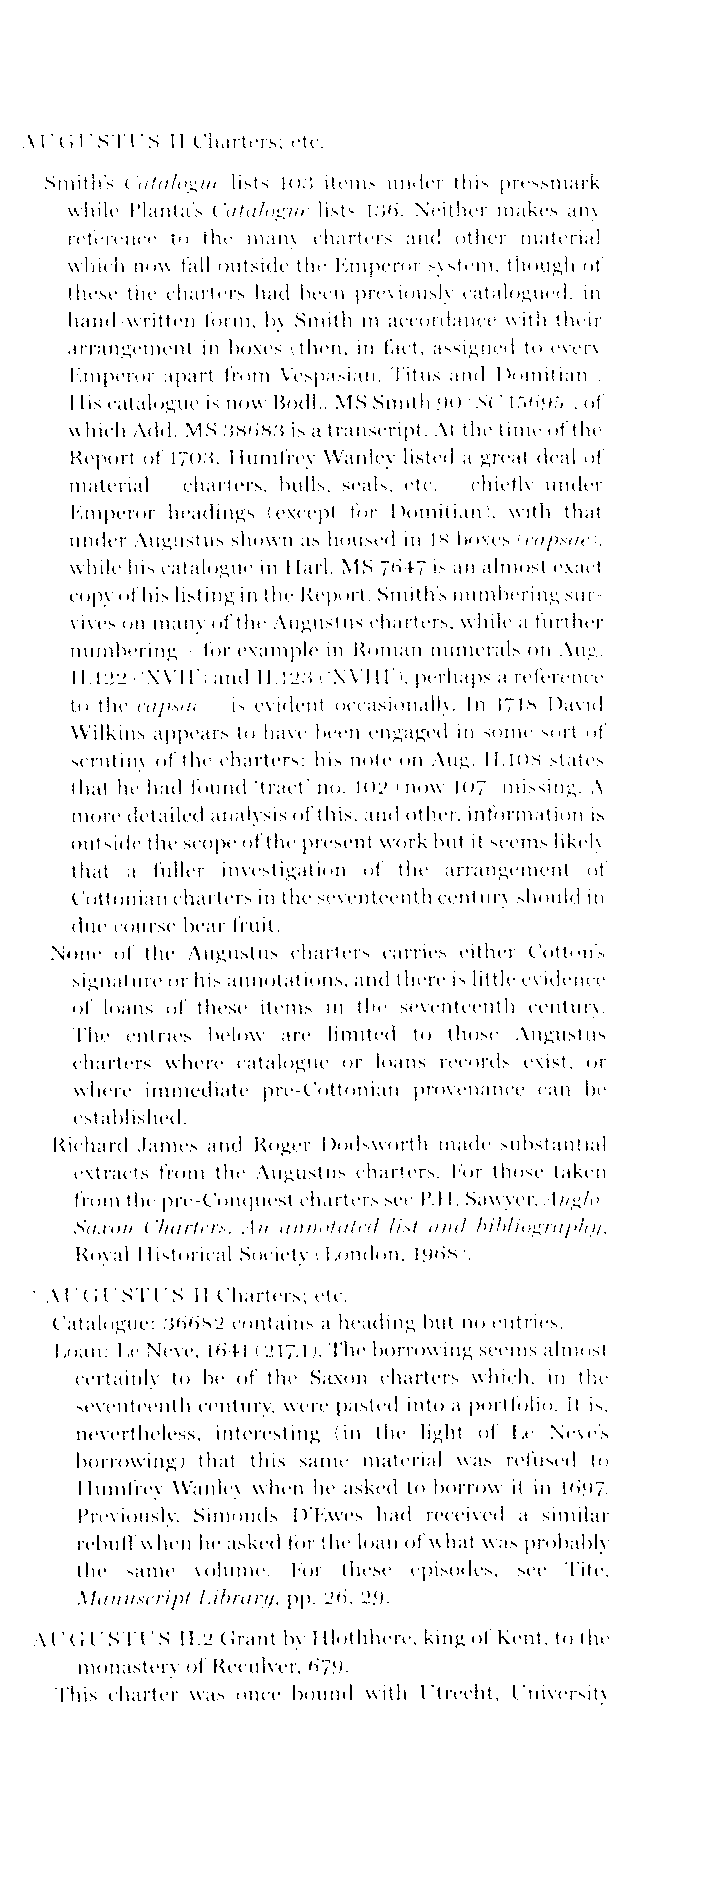 AUGUSTUS II Charters; etc.
Smith's Catalogue lists 103 items under this pressmark
while Planta's Catalogue lists 136. Neither makes any
reference to the many charters and other material
which now fall outside the Emperor system, though of
these the charters had been previously catalogued, in
hand-written form, by Smith in accordance with their
arrangement in boxes (then, in fact, assigned to every
Emperor apart from Vespasian, Titus and Domitian).
His catalogue is now Bodl., MS Smith 90 (SC 15695), of
which Add. MS 38683 is a transcript. At the time of the
Report of 1703, Humfrey Wanley listed a great deal of
material – charters, bulls, seals, etc. – chiefly under
Emperor headings (except for Domitian), with that
under Augustus shown as housed in 18 boxes (capsae),
while his catalogue in Harl. MS 7647 is an almost exact
copy of his listing in the Report. Smith's numbering sur-
vives on many of the Augustus charters, while a further
numbering – for example in Roman numerals on Aug.
II.122 ('XVII') and II.123 ('XVIII'), perhaps a reference
to the capsae – is evident occasionally. In 1718 David
Wilkins appears to have been engaged in some sort of
scrutiny of the charters: his note on Aug. II.108 states
that he had found 'tract' no. 102 (now 107) missing. A
more detailed analysis of this, and other, information is
outside the scope of the present work but it seems likely
that a fuller investigation of the arrangement of
Cottonian charters in the seventeenth century should in
due course bear fruit.
None of the Augustus charters carries either Cotton's
signature or his annotations, and there is little evidence
of loans of these items in the seventeenth century.
The entries below are limited to those Augustus
charters where catalogue or loans records exist, or
where immediate pre-Cottonian provenance can be
established.
Richard James and Roger Dodsworth made substantial
extracts from the Augustus charters. For those taken
from the pre-Conquest charters see P.H. Sawyer, Anglo-
Saxon Charters. An annotated list and bibliography,
Royal Historical Society (London, 1968).
AUGUSTUS II Charters; etc.
Catalogue: 36682 contains a heading but no entries.
Loan: Le Neve, 1641 (217.1). The borrowing seems almost
certainly to be of the Saxon charters which, in the
seventeenth century, were pasted into a portfolio. It is,
nevertheless, interesting (in the light of Le Neve's
borrowing) that this same material was refused to
Humfrey Wanley when he asked to borrow it in 1697.
Previously, Simonds D'Ewes had received a similar
rebuff when he asked for the loan of what was probably
the same volume. For these episodes, see Tite,
Manuscript Library, pp. 26, 29.
AUGUSTUS II.2 Grant by Hlothhere, king of Kent, to the
monastery of Reculver, 679.
This charter was once bound with Utrecht, University